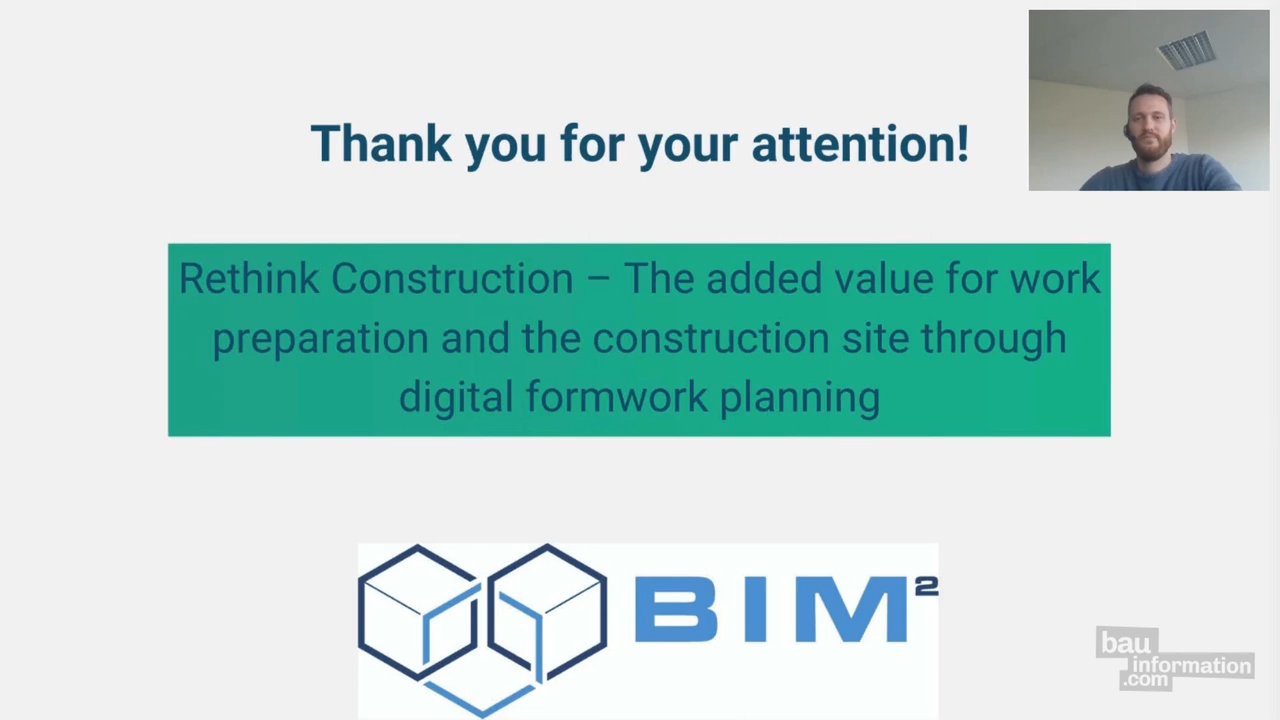 Thank you for your attention!
Rethink Construction – The added value for work
preparation and the construction site through
digital formwork planning
BIM²
bau
information
.com